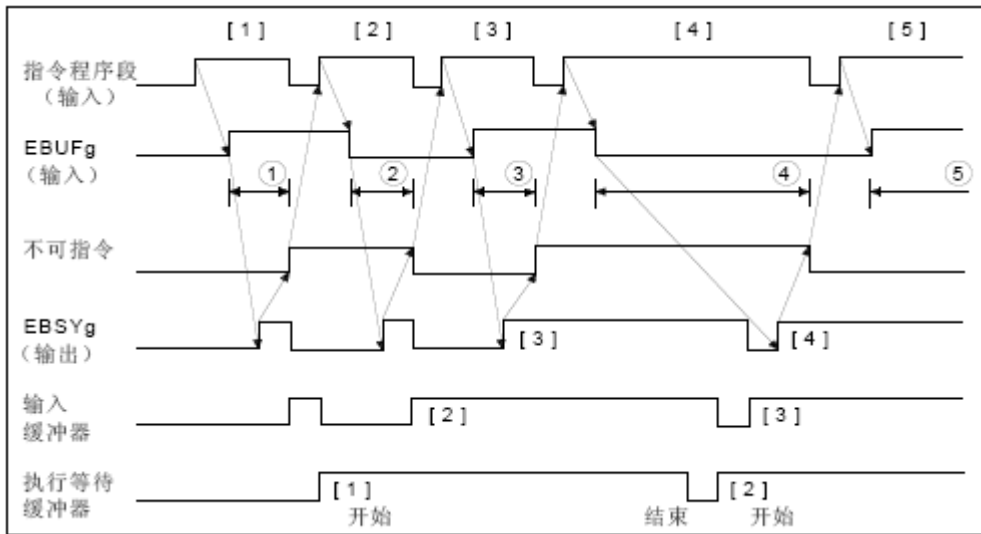 [1] [2] [3] [4] [5]
指令程序段
（输入）
EBUFg
（输入）
① ② ③ ④ ⑤
不可指令
EBSYg
（输出）
[3] [4]
输入
缓冲器
[2] [3]
执行等待
缓冲器
[1] [2]
开始 结束 开始